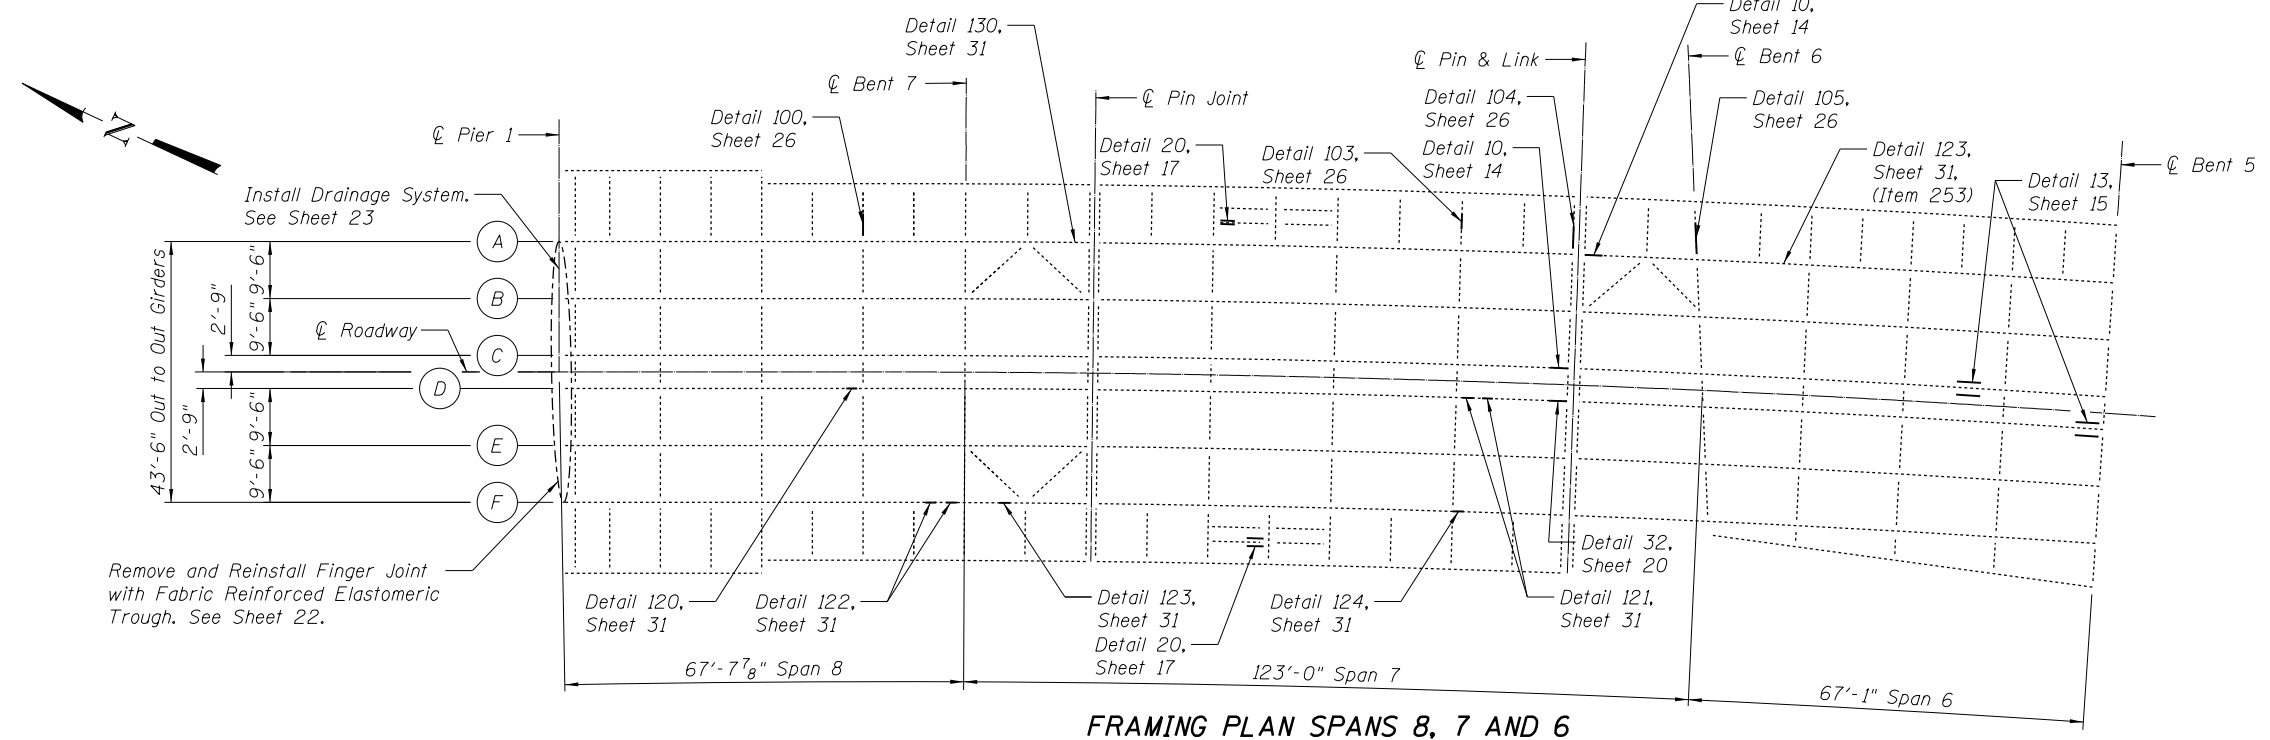 Detail 10,
Sheet 14
Detail 130,
Sheet 31
℄ Pin & Link
℄ Bent 6
℄ Bent 7
℄ Pin Joint
Detail 104,
Sheet 26
Detail 105,
Sheet 26
Detail 100,
Sheet 26
℄ Pier 1
N
Detail 20,
Sheet 17
Detail 103,
Sheet 26
Detail 10,
Sheet 14
Detail 123,
Sheet 31,
(Item 253)
Detail 13,
Sheet 15
℄ Bent 5
Install Drainage System.
See Sheet 23
A
B
C
D
E
F
℄ Roadway
43'-6" Out to Out Girders
2'-9"
2'-9"
9'-6"
9'-6"
9'-6"
9'-6"
Remove and Reinstall Finger Joint
with Fabric Reinforced Elastomeric
Trough. See Sheet 22.
Detail 120,
Sheet 31
Detail 122,
Sheet 31
Detail 123,
Sheet 31
Detail 20,
Sheet 17
Detail 124,
Sheet 31
Detail 32,
Sheet 20
Detail 121,
Sheet 31
67'-7 7/8" Span 8
123'-0" Span 7
67'-1" Span 6
FRAMING PLAN SPANS 8, 7 AND 6